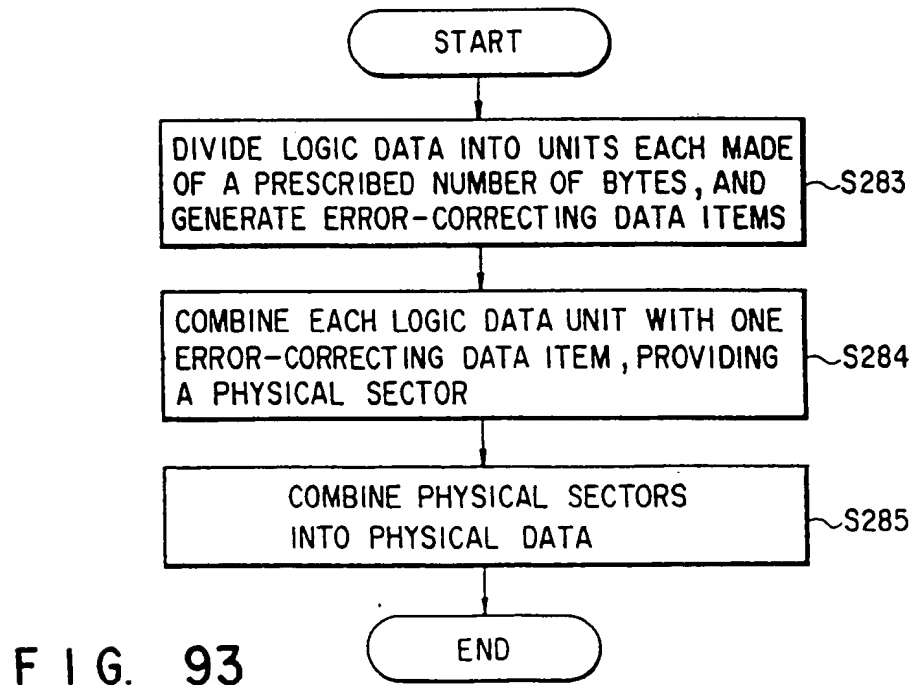 START
DIVIDE LOGIC DATA INTO UNITS EACH MADE
OF A PRESCRIBED NUMBER OF BYTES, AND
GENERATE ERROR-CORRECTING DATA ITEMS
S283
COMBINE EACH LOGIC DATA UNIT WITH ONE
ERROR-CORRECTING DATA ITEM, PROVIDING
A PHYSICAL SECTOR
S284
COMBINE PHYSICAL SECTORS
INTO PHYSICAL DATA
S285
END
FIG. 93